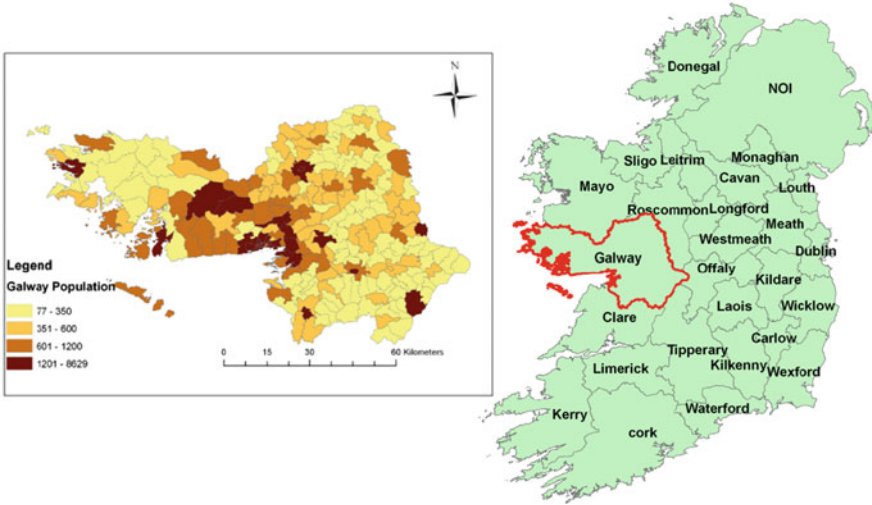 N
Legend
Galway Population
77 - 350
351 - 600
601 - 1200
1201 - 8629
0 15 30 60 Kilometers
Donegal
NOI
Sligo Leitrim
Monaghan
Cavan
Mayo
Louth
Roscommon Longford
Meath
Westmeath
Dublin
Galway
Offaly
Kildare
Laois
Wicklow
Clare
Carlow
Tipperary
Limerick
Kilkenny
Wexford
Kerry
Waterford
cork